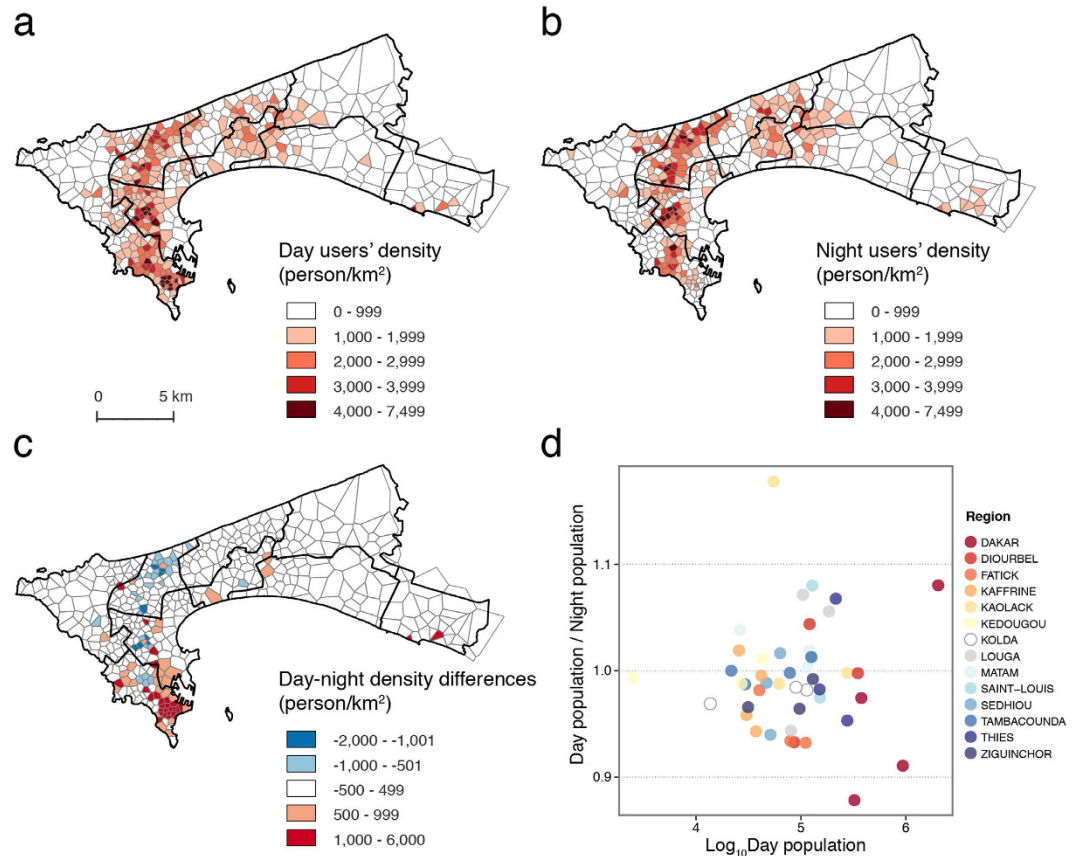 a
Day users’ density
(person/km²)
0 - 999
1,000 - 1,999
2,000 - 2,999
3,000 - 3,999
4,000 - 7,499
0 5 km
b
Night users’ density
(person/km²)
0 - 999
1,000 - 1,999
2,000 - 2,999
3,000 - 3,999
4,000 - 7,499
c
Day-night density differences
(person/km²)
-2,000 - -1,001
-1,000 - -501
-500 - 499
500 - 999
1,000 - 6,000
d
Day population / Night population
1.1
1.0
0.9
4 5 6
Log₁₀Day population
Region
DAKAR
DIOURBEL
FATICK
KAFFRINE
KAOLACK
KEDOUGOU
KOLDA
LOUGA
MATAM
SAINT−LOUIS
SEDHIOU
TAMBACOUNDA
THIES
ZIGUINCHOR